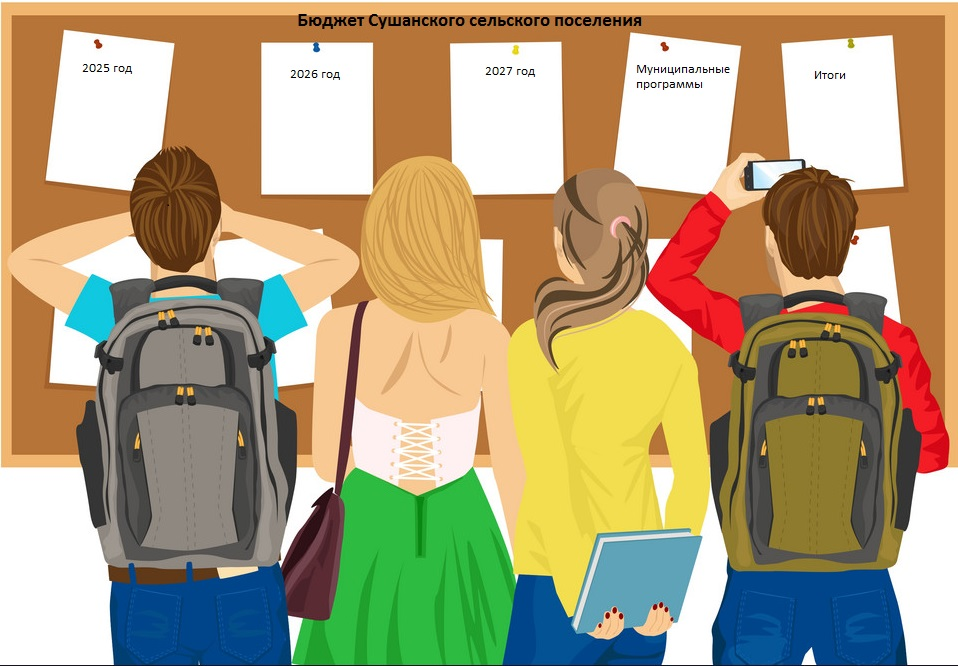 Бюджет Сушанского сельского поселения
2025 год
2026 год
2027 год
Муниципальные
программы
Итоги